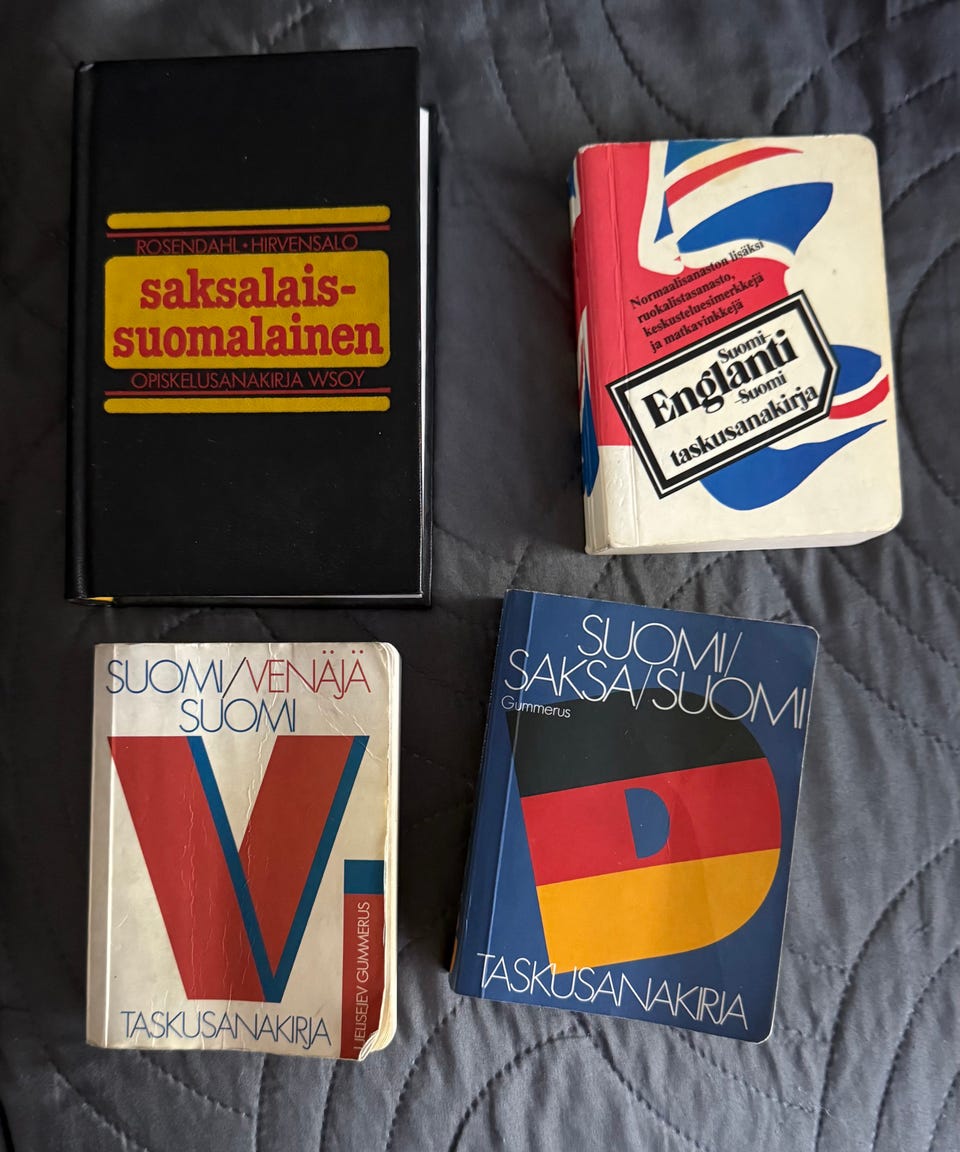 ROSENDAHL • HIRVENSALO
saksalais-
suomalainen
OPISKELUSANAKIRJA WSOY
Normaalisanaston lisäksi
ruokalistasanasto,
keskusteluesimerkkejä
ja matkavinkkejä
Suomi-
Englanti
-Suomi
taskusanakirja
SUOMI/VENÄJÄ
SUOMI
V
TASKUSANAKIRJA
JELISEJEV GUMMERUS
SUOMI/
SAKSA/SUOMI
Gummerus
D
TASKUSANAKIRJA